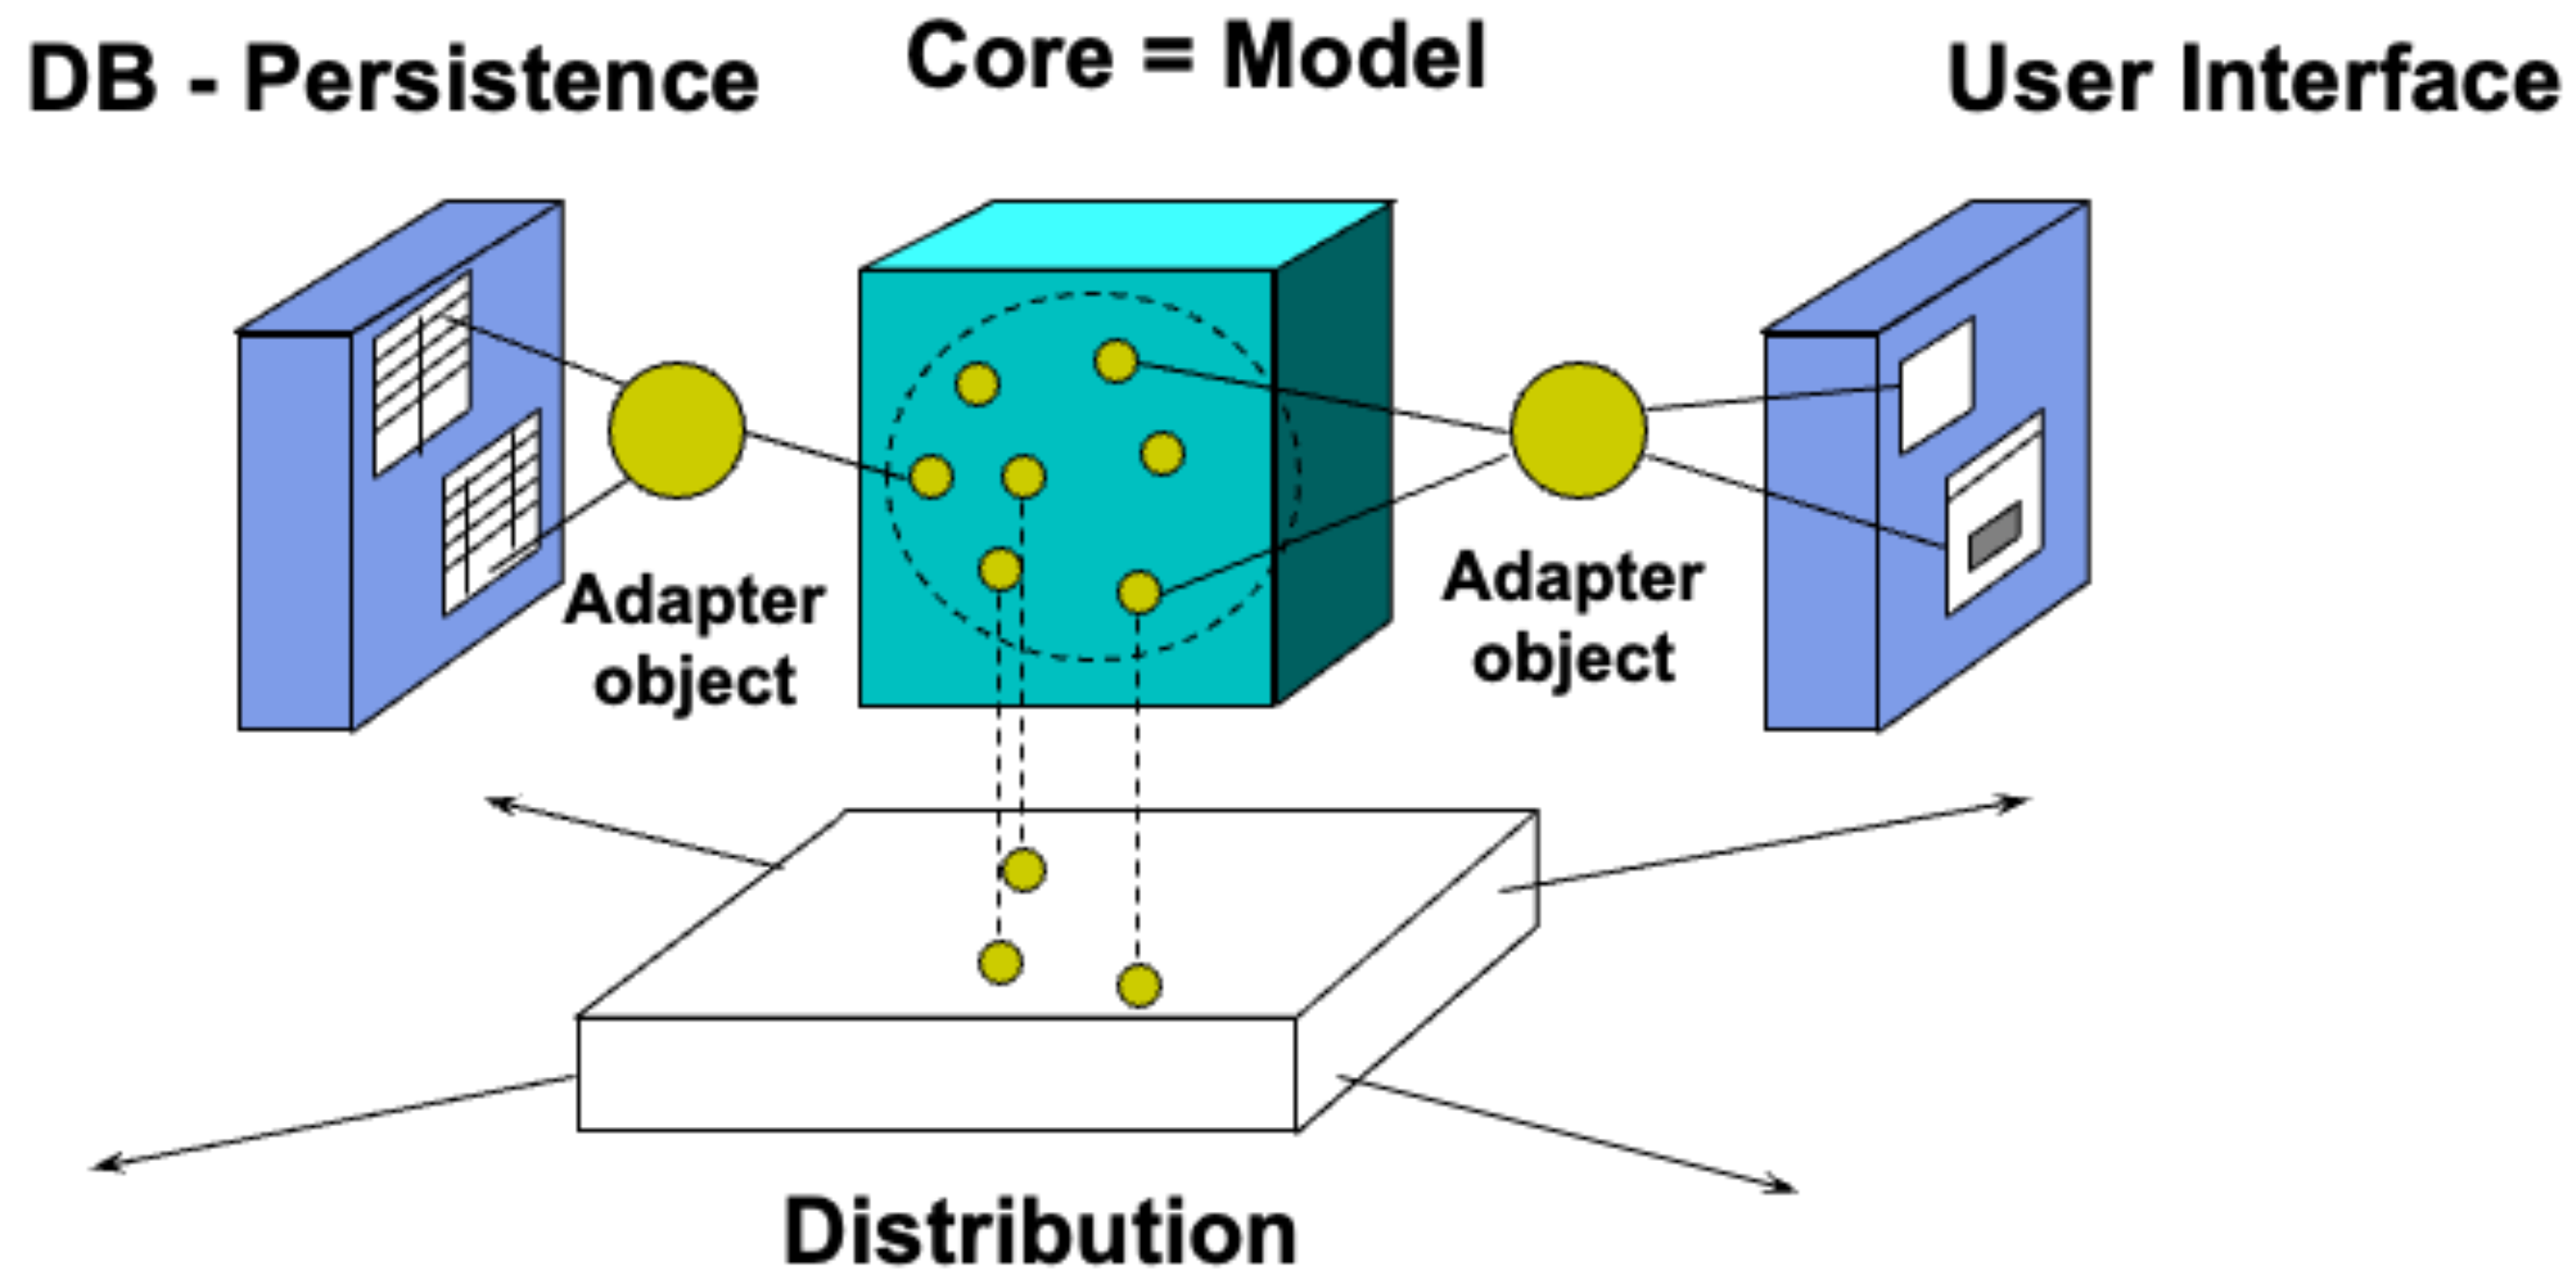 DB - Persistence
Core = Model
User Interface
Adapter
object
Adapter
object
Distribution